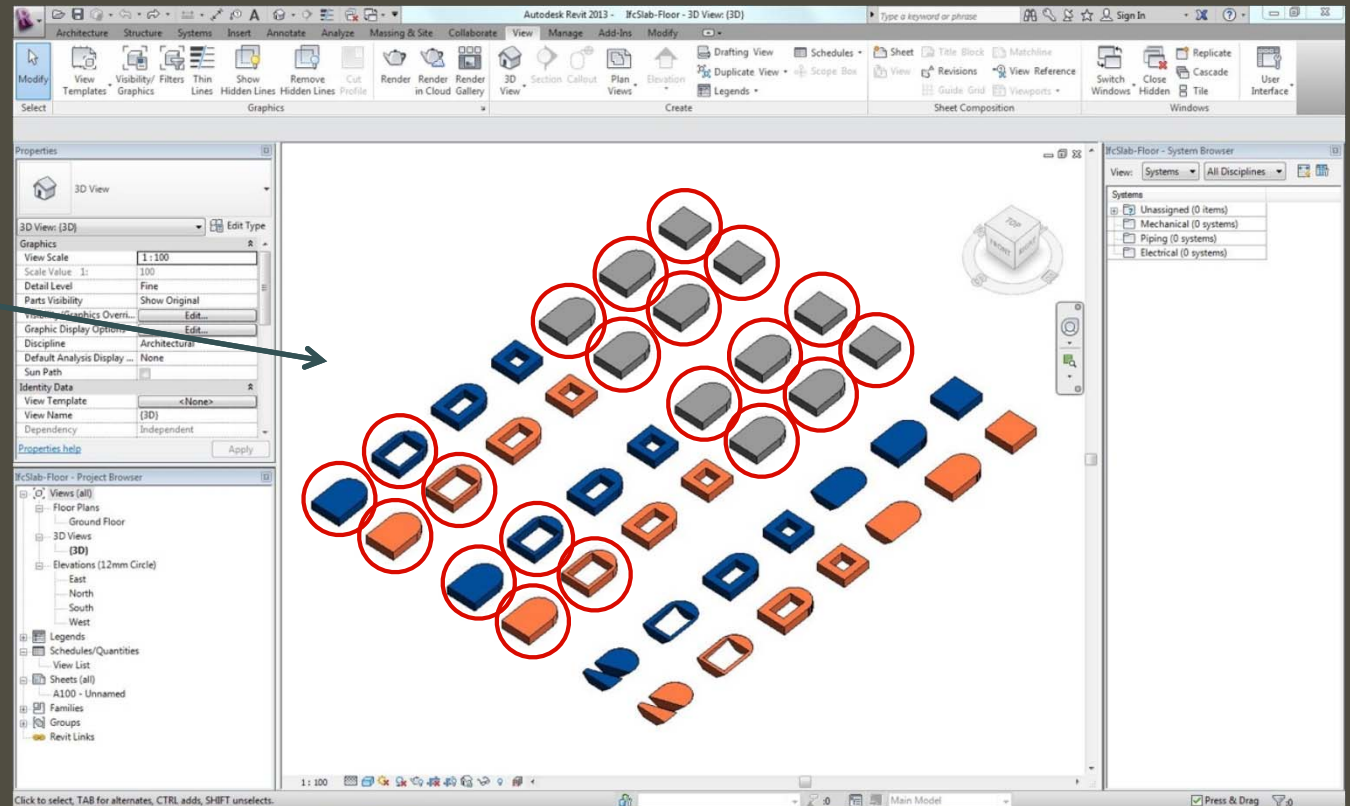 Autodesk Revit 2013 - IfcSlab-Floor - 3D View: {3D}
Type a keyword or phrase
Sign In
Architecture Structure Systems Insert Annotate Analyze Massing & Site Collaborate View Manage Add-Ins Modify
Modify
View Templates
Visibility/ Graphics
Filters
Thin Lines
Show Hidden Lines
Remove Hidden Lines
Cut Profile
Render
Render in Cloud
Render Gallery
3D View
Section
Callout
Plan Views
Elevation
Drafting View
Duplicate View
Legends
Schedules
Scope Box
Sheet
View
Title Block
Revisions
Guide Grid
Matchline
View Reference
Viewports
Switch Windows
Close Hidden
Replicate
Cascade
Tile
User Interface
Select
Graphics
Create
Sheet Composition
Windows
Properties
3D View
3D View: {3D}
Edit Type
Graphics
View Scale 1 : 100
Scale Value 1: 100
Detail Level Fine
Parts Visibility Show Original
Visibility/Graphics Overri... Edit...
Graphic Display Options Edit...
Discipline Architectural
Default Analysis Display ... None
Sun Path
Identity Data
View Template <None>
View Name {3D}
Dependency Independent
Properties help
Apply
IfcSlab-Floor - Project Browser
Views (all)
Floor Plans
Ground Floor
3D Views
{3D}
Elevations (12mm Circle)
East
North
South
West
Legends
Schedules/Quantities
View List
Sheets (all)
A100 - Unnamed
Families
Groups
Revit Links
TOP
FRONT
RIGHT
IfcSlab-Floor - System Browser
View: Systems All Disciplines
Systems
Unassigned (0 items)
Mechanical (0 systems)
Piping (0 systems)
Electrical (0 systems)
1 : 100
Click to select, TAB for alternates, CTRL adds, SHIFT unselects.
:0
Main Model
Press & Drag
:0